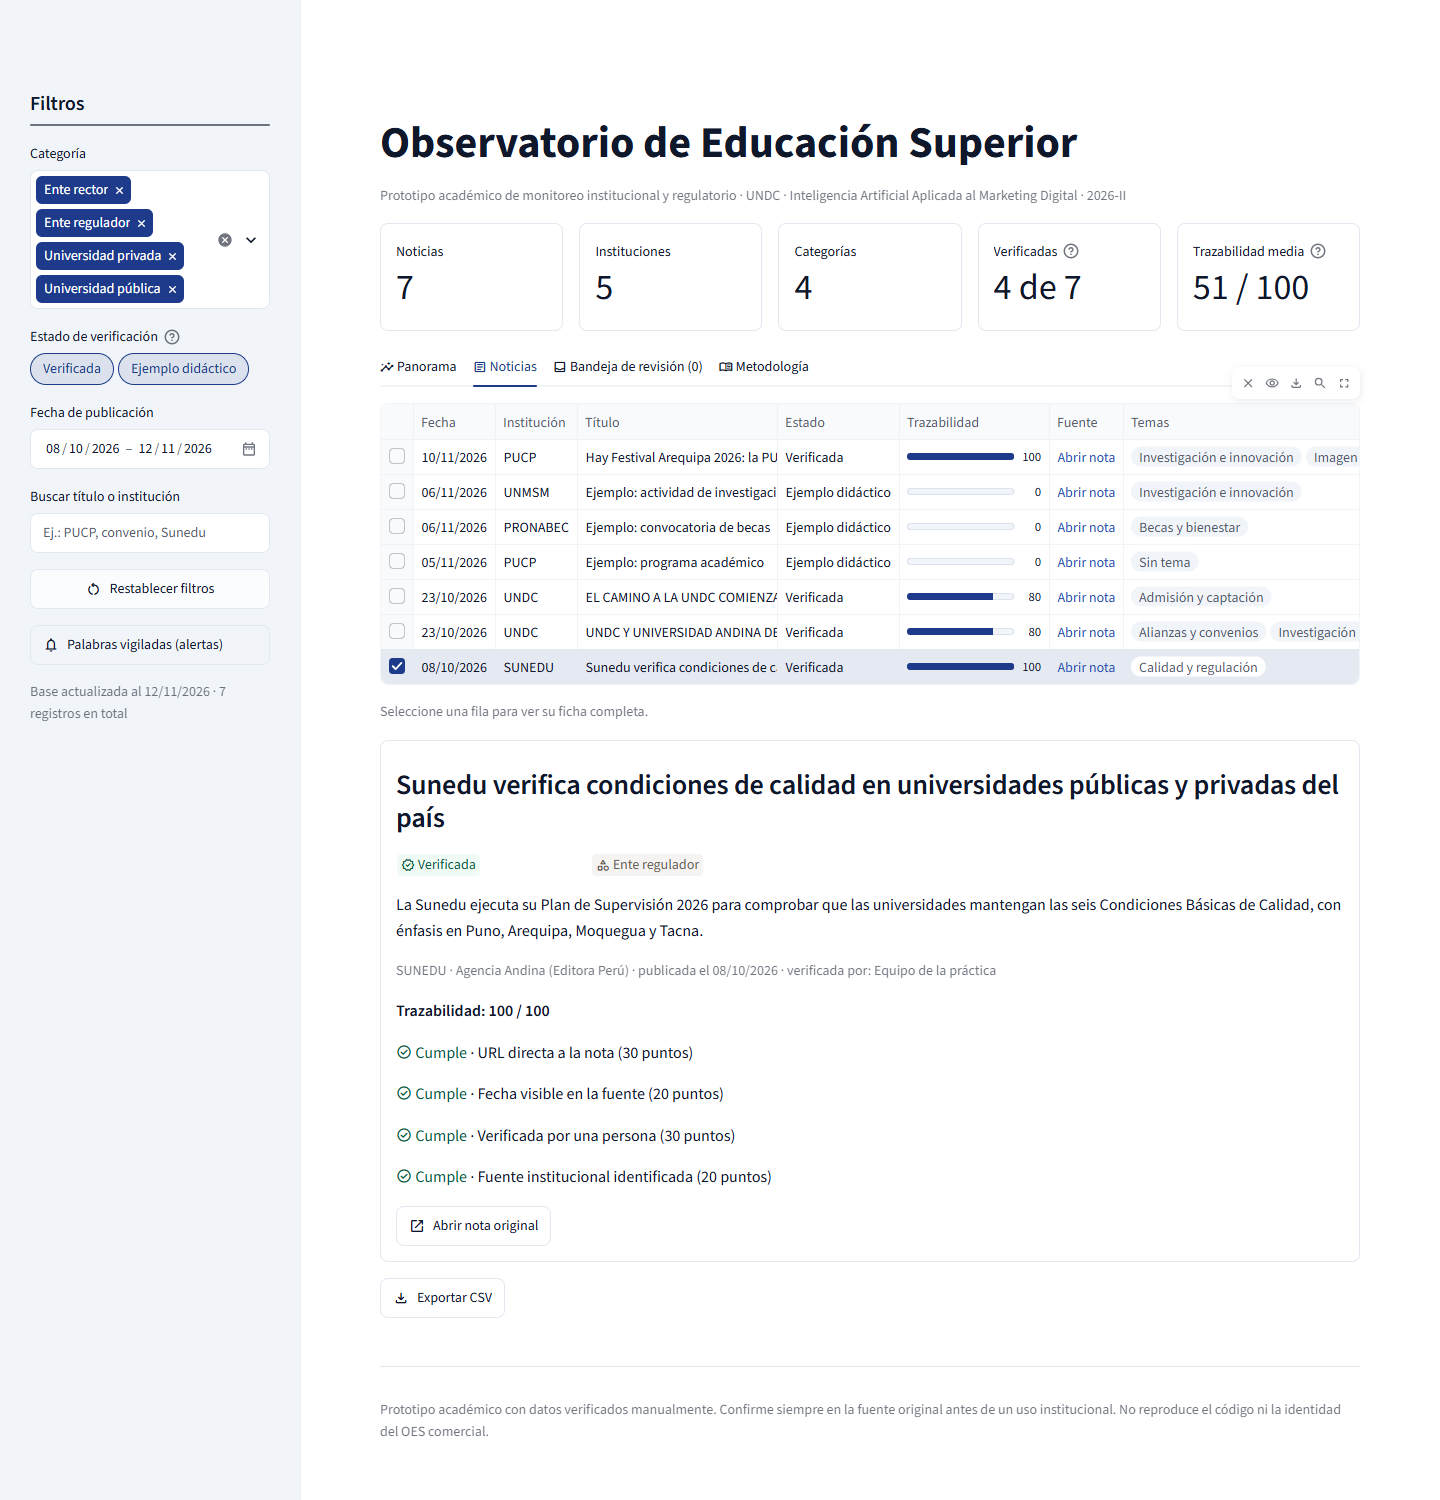 Filtros
Categoría
Ente rector
Ente regulador
Universidad privada
Universidad pública
Estado de verificación
Verificada
Ejemplo didáctico
Fecha de publicación
08 / 10 / 2026 – 12 / 11 / 2026
Buscar título o institución
Ej.: PUCP, convenio, Sunedu
Restablecer filtros
Palabras vigiladas (alertas)
Base actualizada al 12/11/2026 · 7
registros en total
Observatorio de Educación Superior
Prototipo académico de monitoreo institucional y regulatorio · UNDC · Inteligencia Artificial Aplicada al Marketing Digital · 2026-II
Noticias
7
Instituciones
5
Categorías
4
Verificadas
4 de 7
Trazabilidad media
51 / 100
Panorama Noticias Bandeja de revisión (0) Metodología
Fecha Institución Título Estado Trazabilidad Fuente Temas
10/11/2026 PUCP Hay Festival Arequipa 2026: la PU Verificada 100 Abrir nota Investigación e innovación Imagen
06/11/2026 UNMSM Ejemplo: actividad de investigaci Ejemplo didáctico 0 Abrir nota Investigación e innovación
06/11/2026 PRONABEC Ejemplo: convocatoria de becas Ejemplo didáctico 0 Abrir nota Becas y bienestar
05/11/2026 PUCP Ejemplo: programa académico Ejemplo didáctico 0 Abrir nota Sin tema
23/10/2026 UNDC EL CAMINO A LA UNDC COMIENZA Verificada 80 Abrir nota Admisión y captación
23/10/2026 UNDC UNDC Y UNIVERSIDAD ANDINA DE Verificada 80 Abrir nota Alianzas y convenios Investigación
08/10/2026 SUNEDU Sunedu verifica condiciones de c Verificada 100 Abrir nota Calidad y regulación
Seleccione una fila para ver su ficha completa.
Sunedu verifica condiciones de calidad en universidades públicas y privadas del
país
Verificada Ente regulador
La Sunedu ejecuta su Plan de Supervisión 2026 para comprobar que las universidades mantengan las seis Condiciones Básicas de Calidad, con
énfasis en Puno, Arequipa, Moquegua y Tacna.
SUNEDU · Agencia Andina (Editora Perú) · publicada el 08/10/2026 · verificada por: Equipo de la práctica
Trazabilidad: 100 / 100
Cumple · URL directa a la nota (30 puntos)
Cumple · Fecha visible en la fuente (20 puntos)
Cumple · Verificada por una persona (30 puntos)
Cumple · Fuente institucional identificada (20 puntos)
Abrir nota original
Exportar CSV
Prototipo académico con datos verificados manualmente. Confirme siempre en la fuente original antes de un uso institucional. No reproduce el código ni la identidad
del OES comercial.